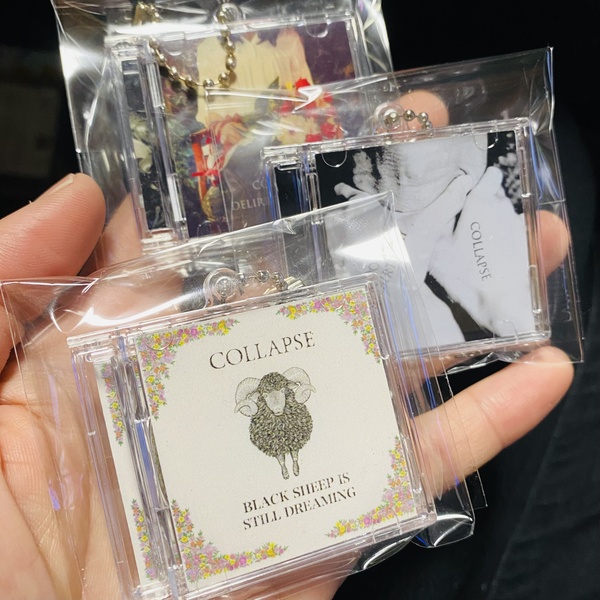 COLLAPSE
COLLAPSE
BLACK SHEEP IS
STILL DREAMING